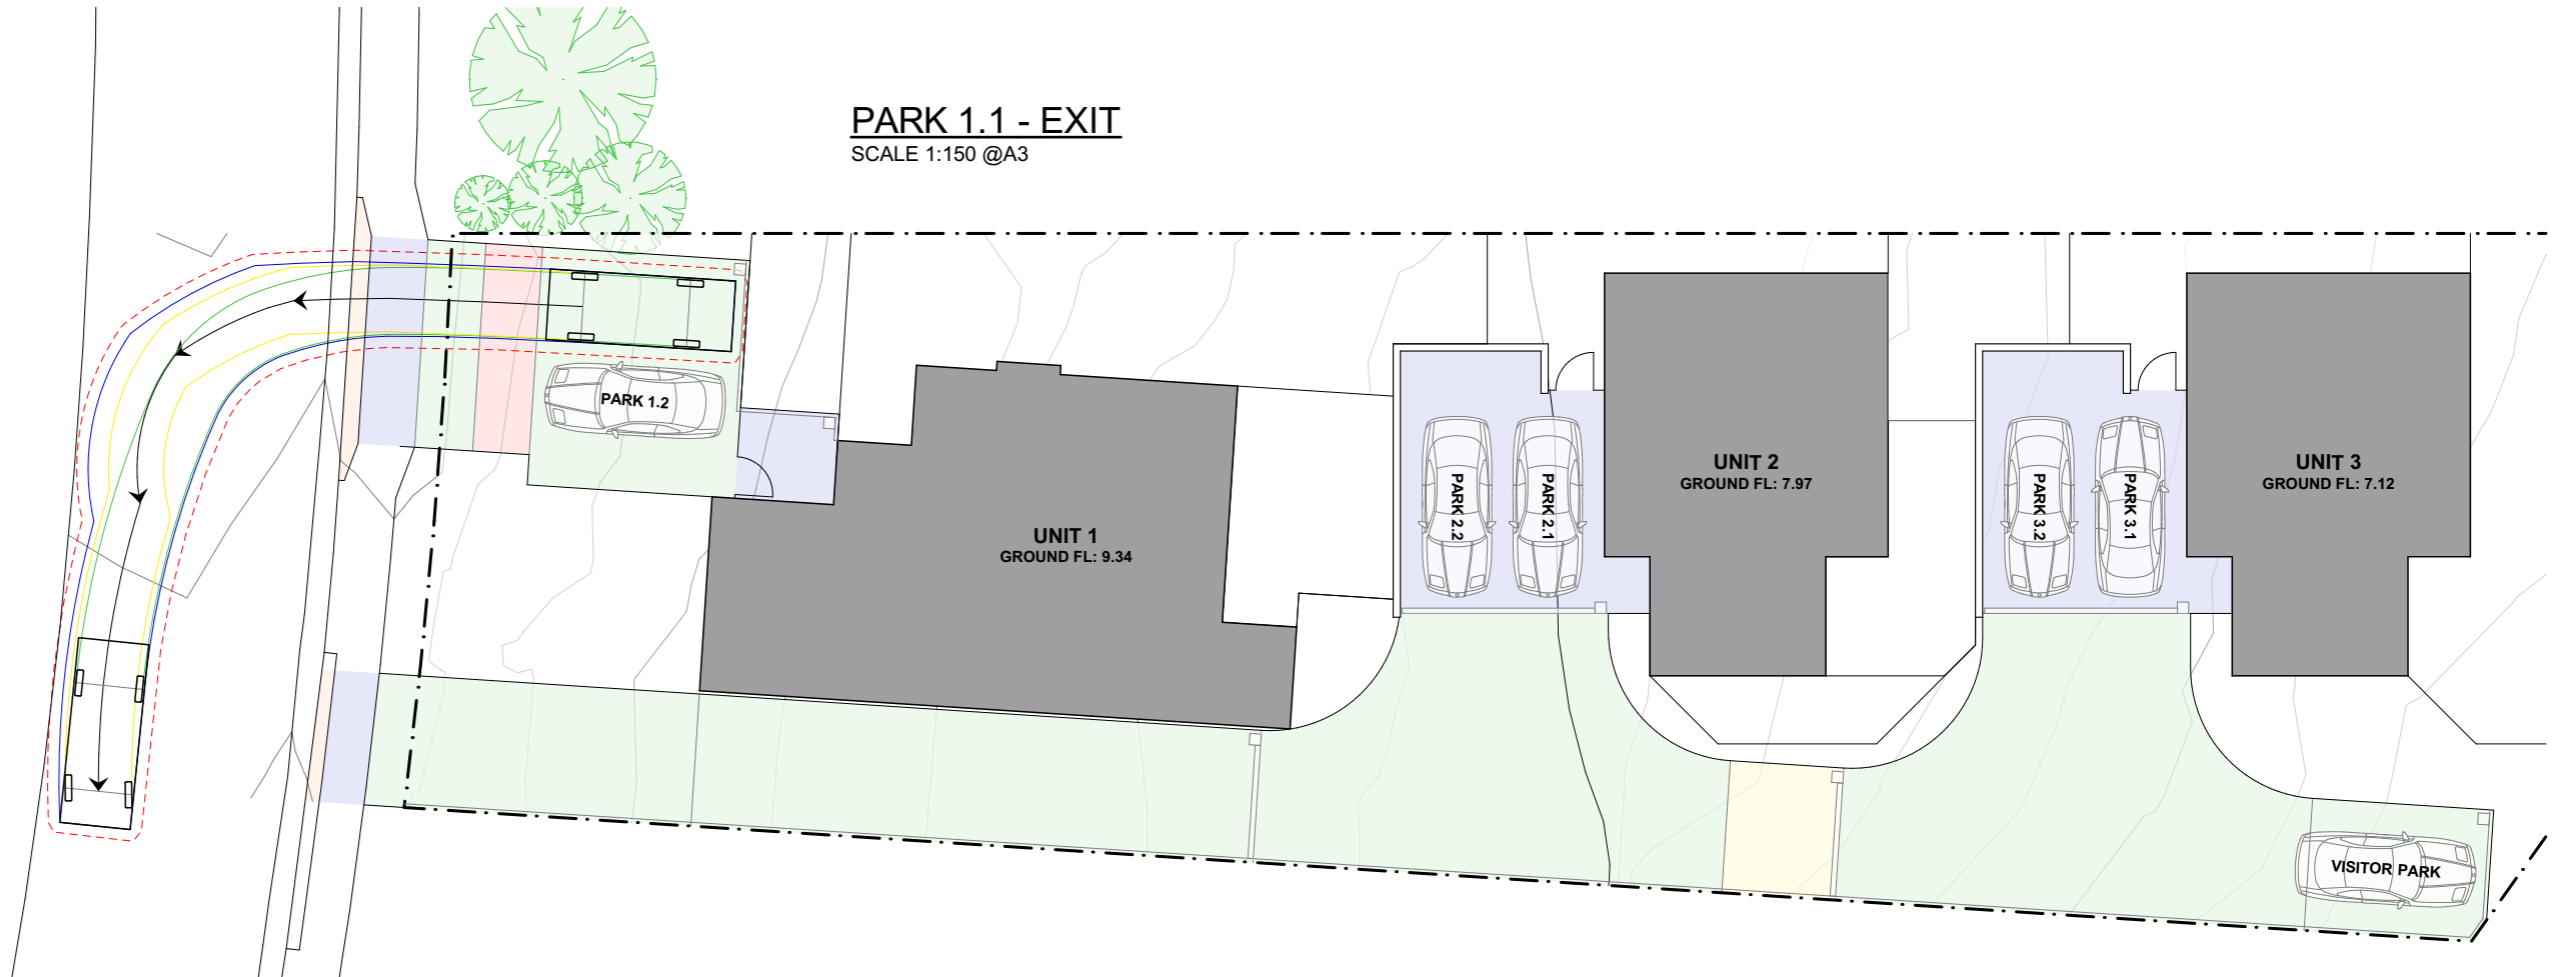 PARK 1.1 - EXIT
SCALE 1:150 @A3
PARK 1.2
UNIT 1
GROUND FL: 9.34
PARK 2.2
PARK 2.1
UNIT 2
GROUND FL: 7.97
PARK 3.2
PARK 3.1
UNIT 3
GROUND FL: 7.12
VISITOR PARK